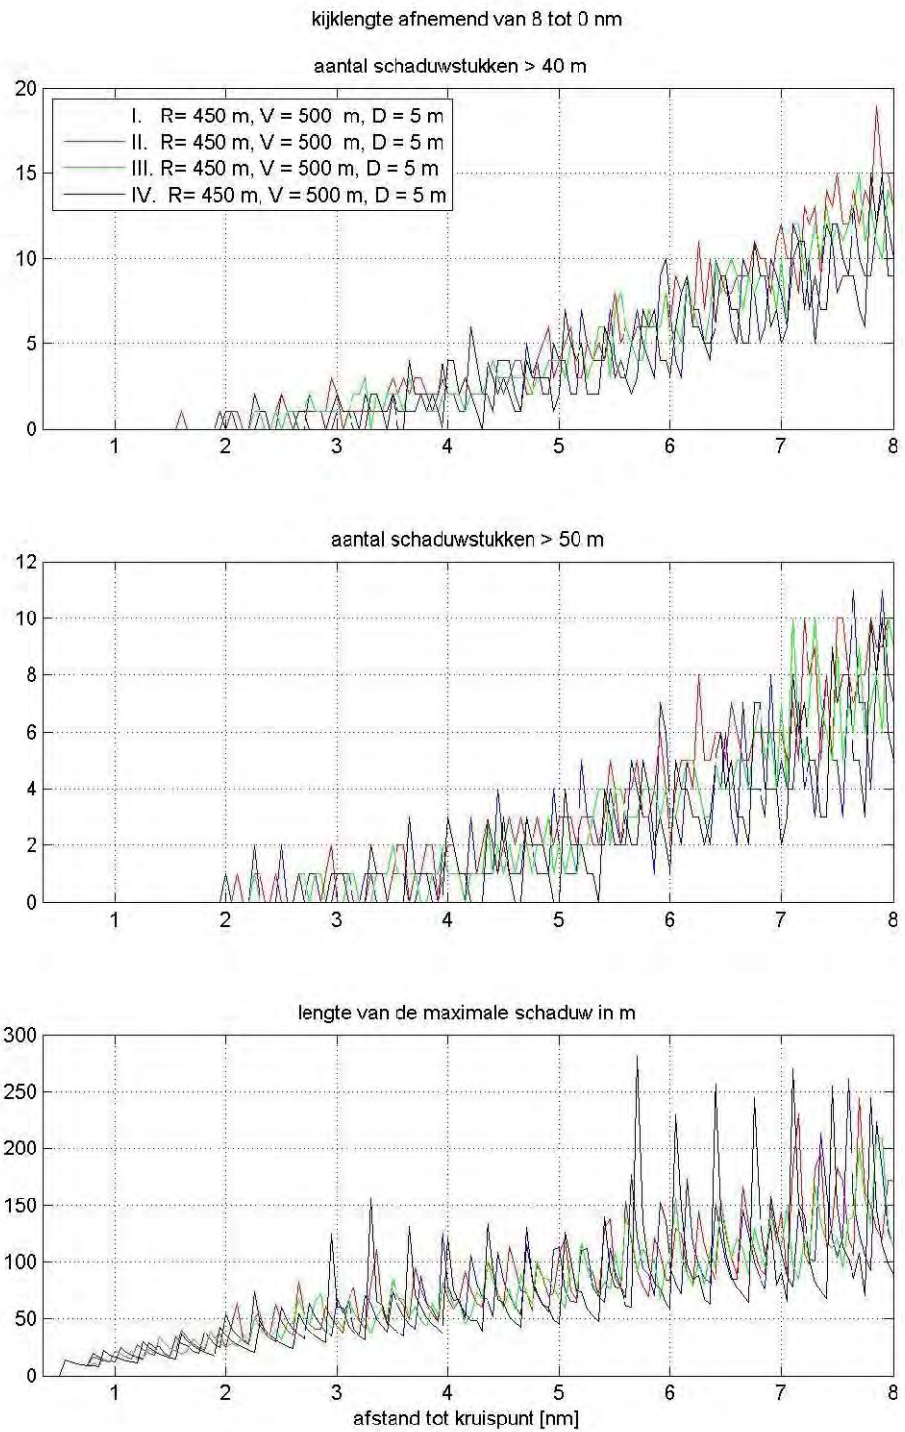 kijklengte afnemend van 8 tot 0 nm
aantal schaduwstukken > 40 m
20
15
10
5
0
I. R= 450 m, V = 500 m, D = 5 m
II. R= 450 m, V = 500 m, D = 5 m
III. R= 450 m, V = 500 m, D = 5 m
IV. R= 450 m, V = 500 m, D = 5 m
1 2 3 4 5 6 7 8
aantal schaduwstukken > 50 m
12
10
8
6
4
2
0
1 2 3 4 5 6 7 8
lengte van de maximale schaduw in m
300
250
200
150
100
50
0
1 2 3 4 5 6 7 8
afstand tot kruispunt [nm]